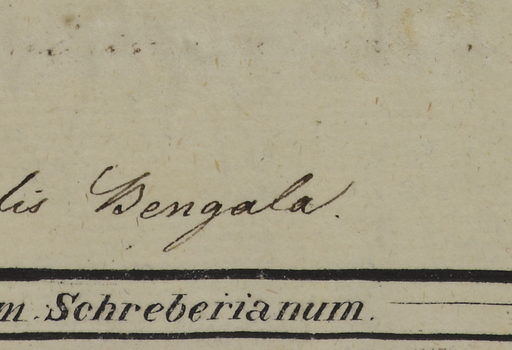 lis Bengala.
m Schreberianum.